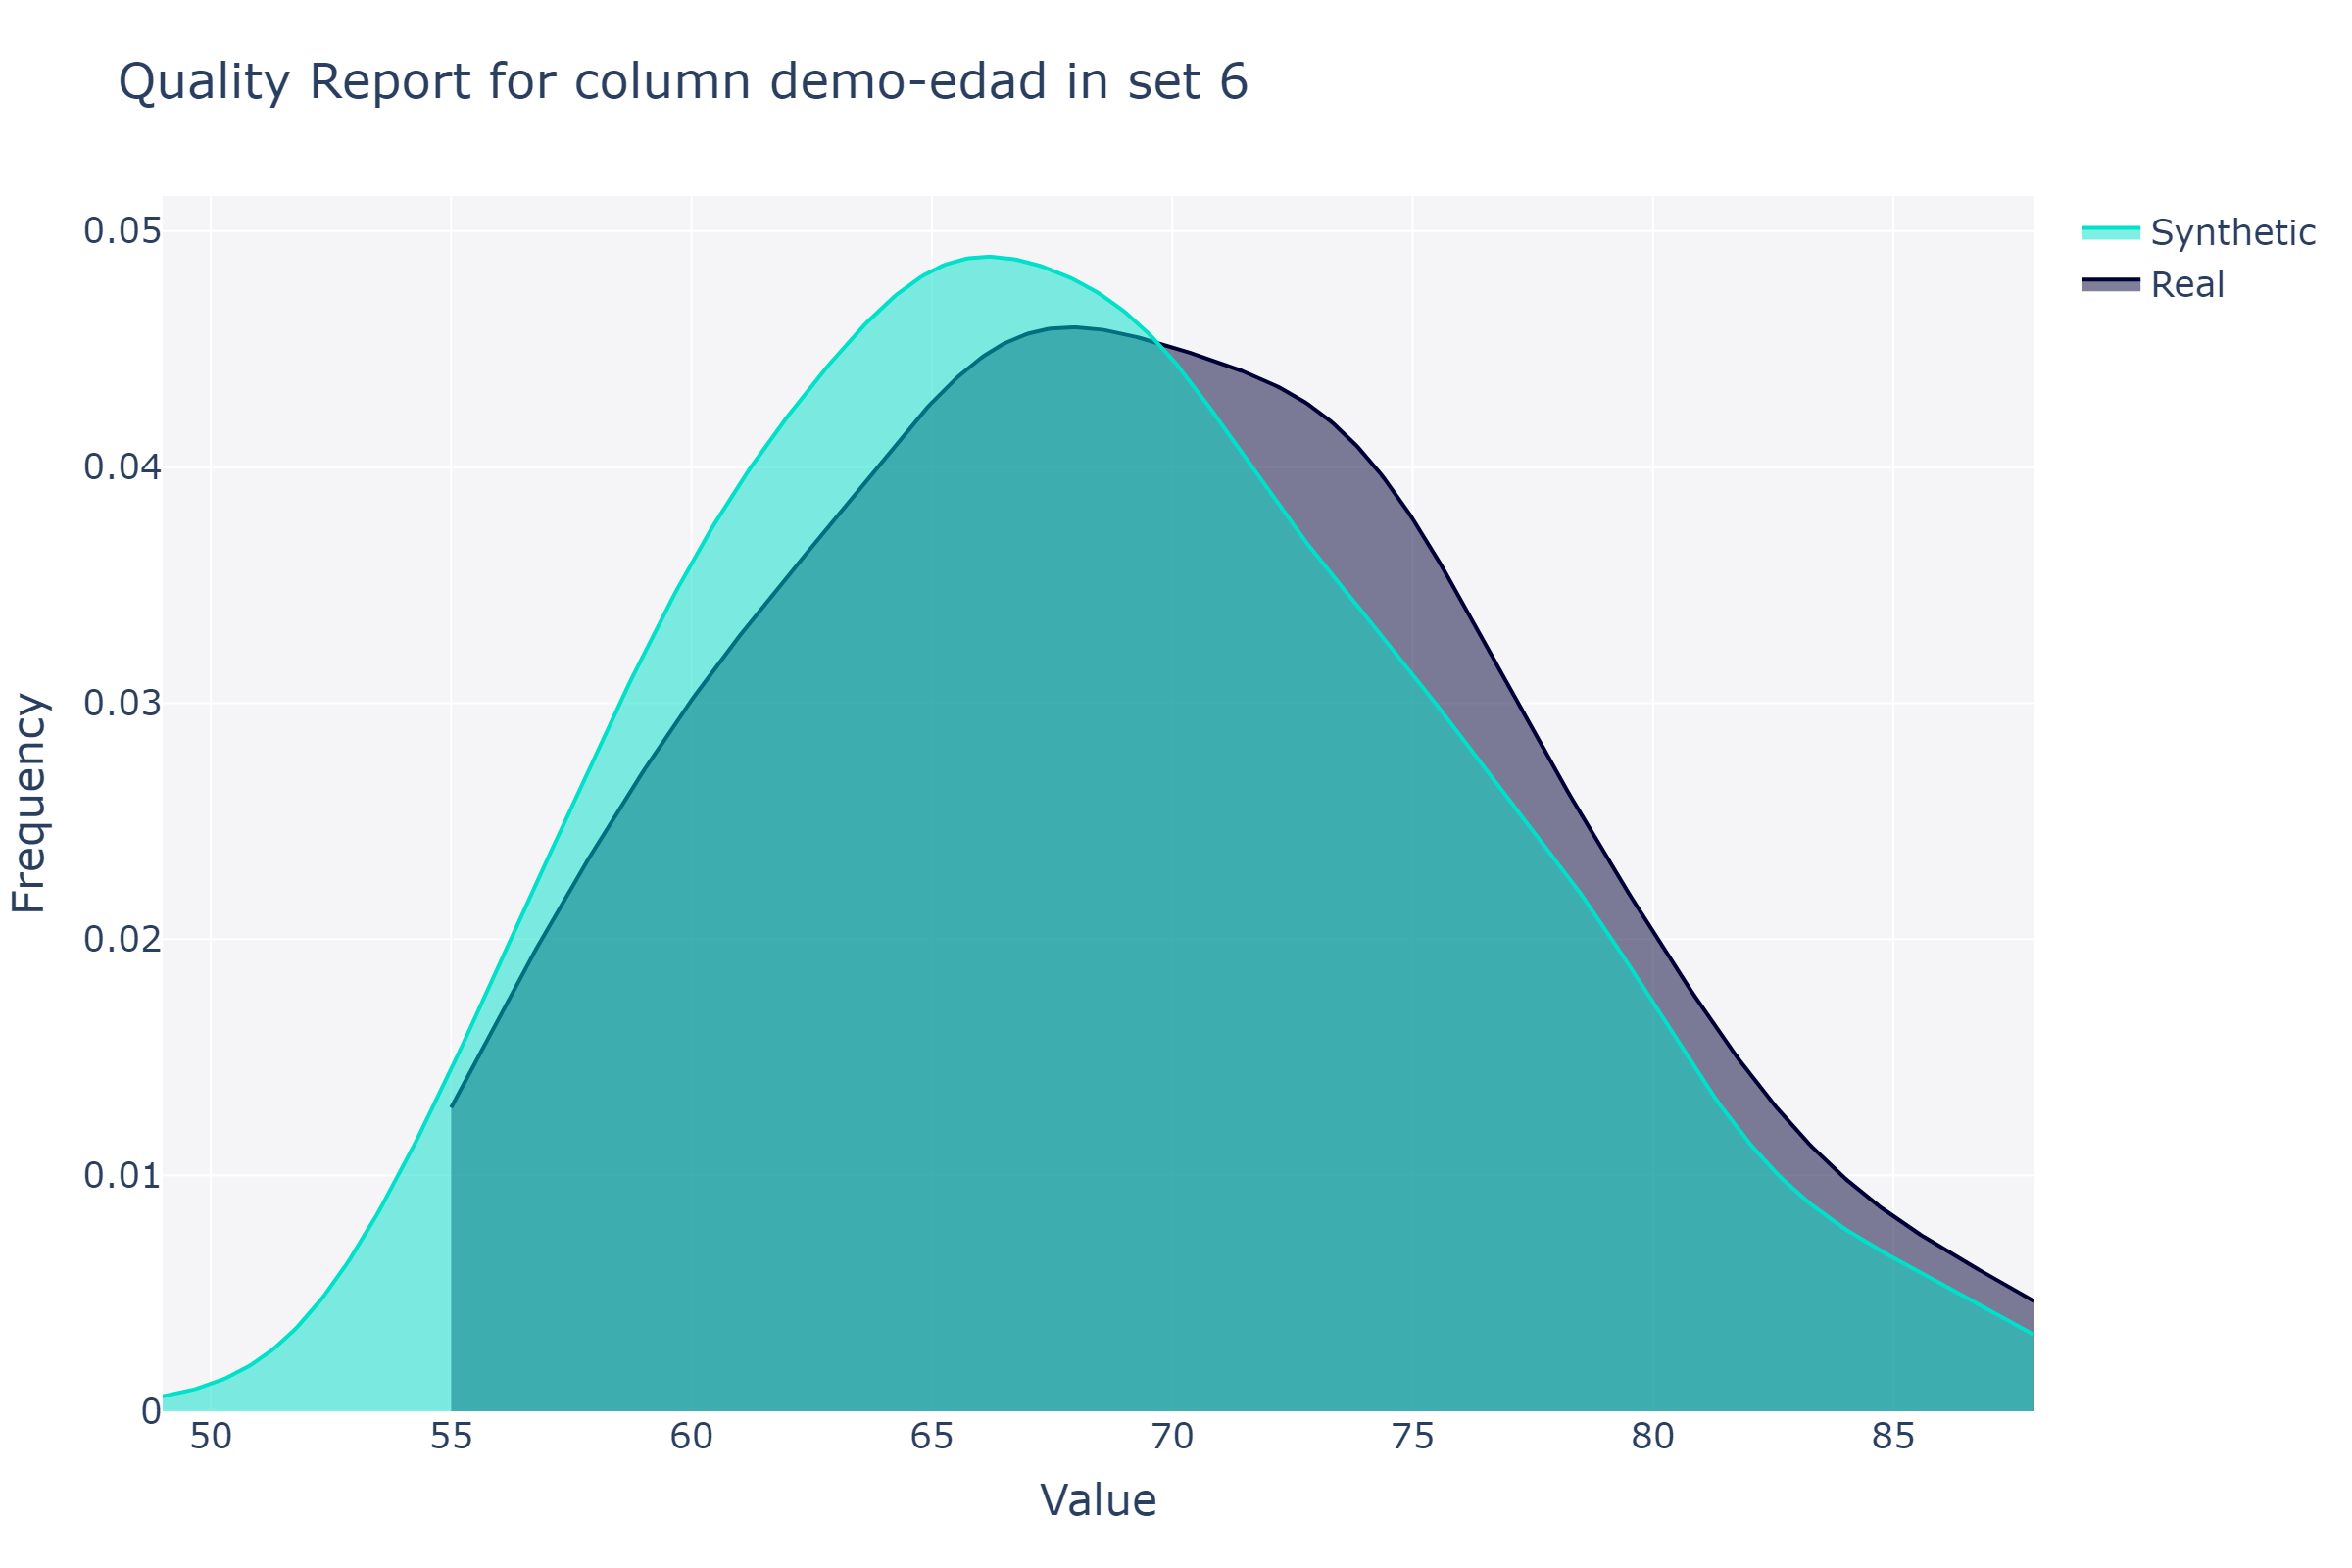 Quality Report for column demo-edad in set 6
0.05
0.04
0.03
0.02
0.01
0
Frequency
50 55 60 65 70 75 80 85
Value
Synthetic
Real